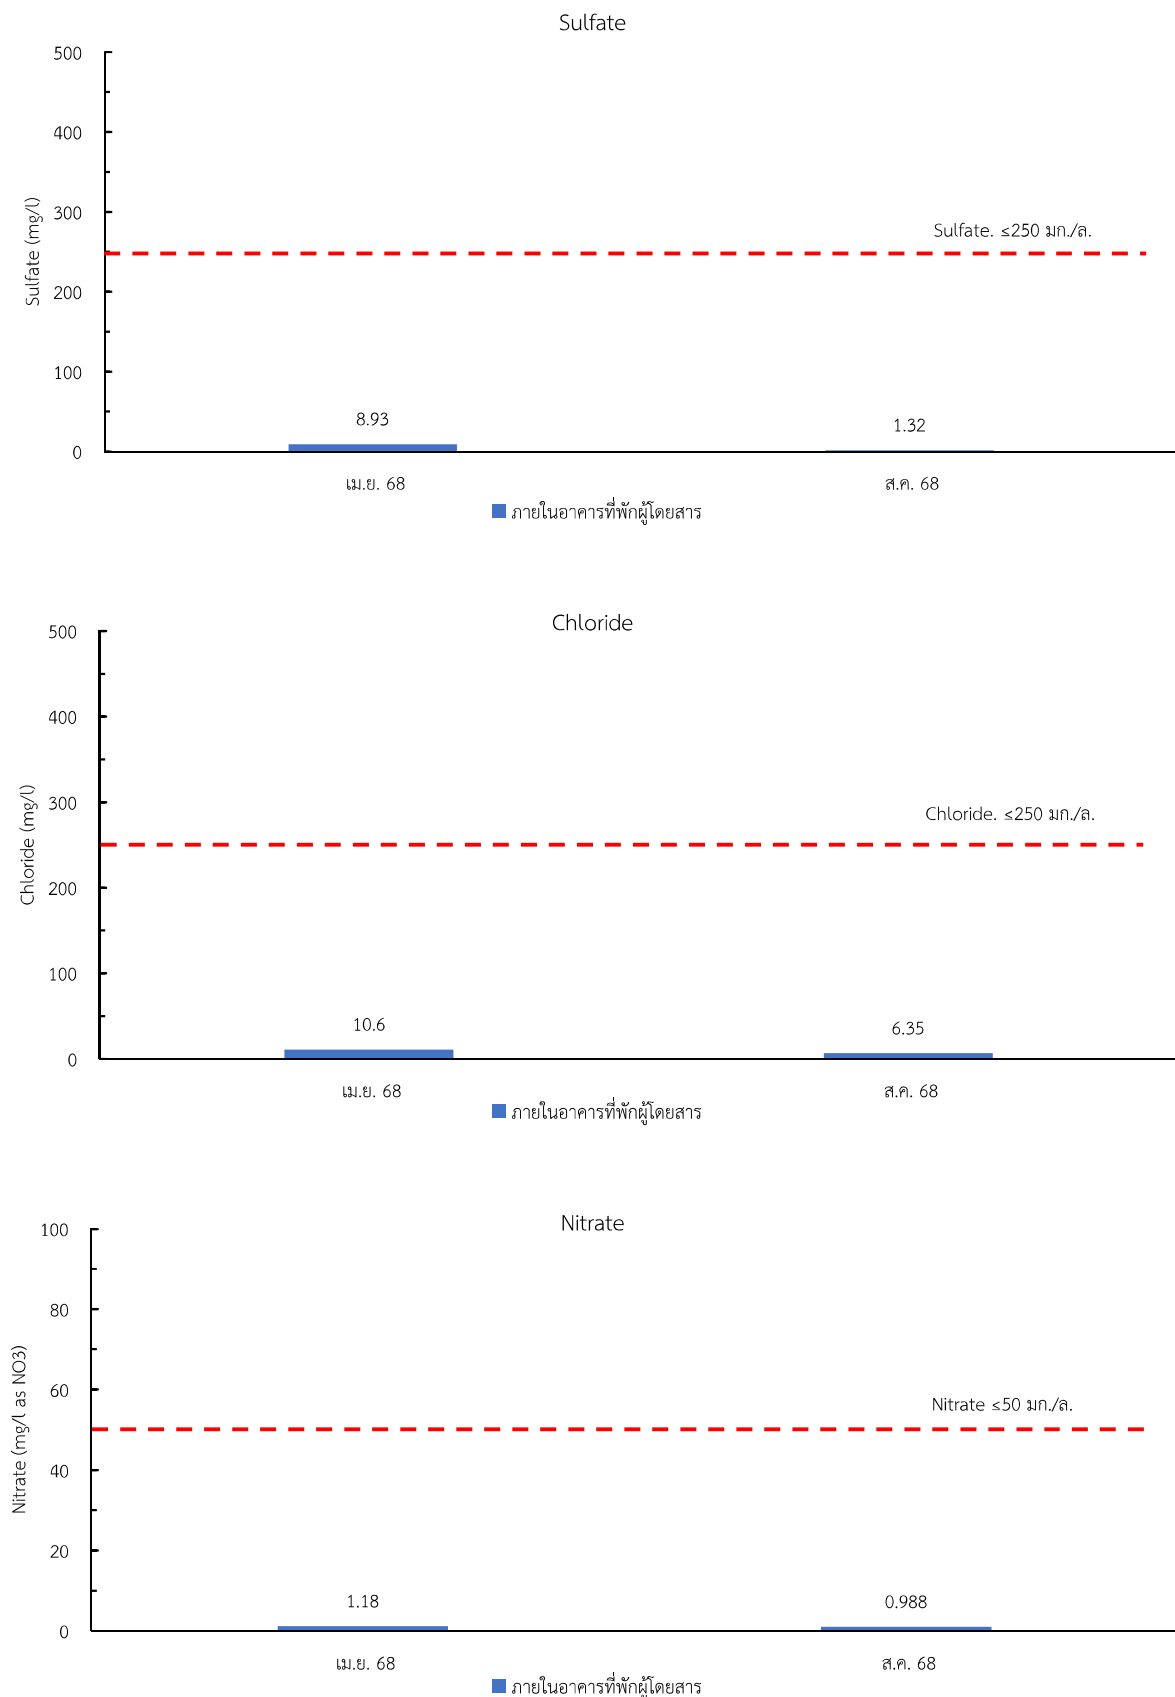 Sulfate
500
400
300
200
100
0
Sulfate (mg/l)
Sulfate. ≤250 มก./ล.
8.93
1.32
เม.ย. 68
ส.ค. 68
ภายในอาคารที่พักผู้โดยสาร
Chloride
500
400
300
200
100
0
Chloride (mg/l)
Chloride. ≤250 มก./ล.
10.6
6.35
เม.ย. 68
ส.ค. 68
ภายในอาคารที่พักผู้โดยสาร
Nitrate
100
80
60
40
20
0
Nitrate (mg/l as NO3)
Nitrate ≤50 มก./ล.
1.18
0.988
เม.ย. 68
ส.ค. 68
ภายในอาคารที่พักผู้โดยสาร